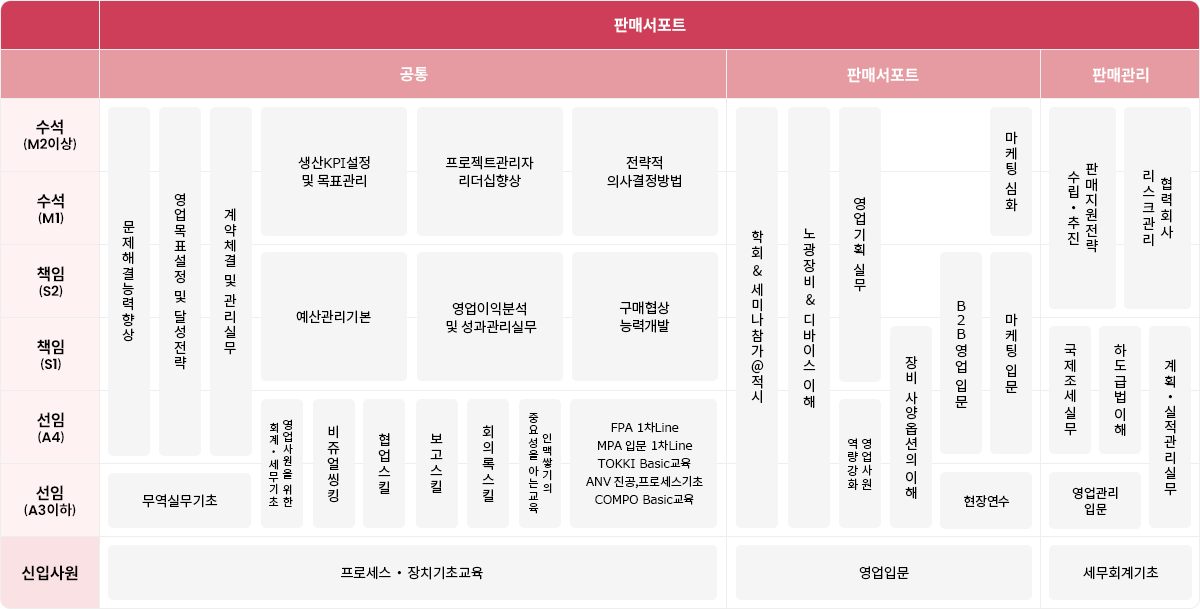 판매서포트
공통
판매서포트
판매관리
수석
(M2이상)
수석
(M1)
책임
(S2)
책임
(S1)
선임
(A4)
선임
(A3이하)
신입사원
문제해결능력향상
영업목표설정 및 달성전략
계약체결 및 관리실무
생산KPI설정
및 목표관리
프로젝트관리자
리더십향상
전략적
의사결정방법
예산관리기본
영업이익분석
및 성과관리실무
구매협상
능력개발
영업사원을 위한
회계・세무기초
비쥬얼씽킹
협업스킬
보고스킬
회의록스킬
인맥쌓기의
중요성을 아는교육
FPA 1차Line
MPA 입문 1차Line
TOKKI Basic교육
ANV 진공,프로세스기초
COMPO Basic교육
무역실무기초
프로세스・장치기초교육
학회&세미나참가@적시
노광장비&디바이스 이해
영업기획 실무
영업사원
역량강화
장비 사양옵션의 이해
B2B영업 입문
마케팅 심화
마케팅 입문
현장연수
영업입문
판매지원전략
수립・추진
협력회사
리스크관리
국제조세실무
하도급법이해
계획・실적관리실무
영업관리
입문
세무회계기초